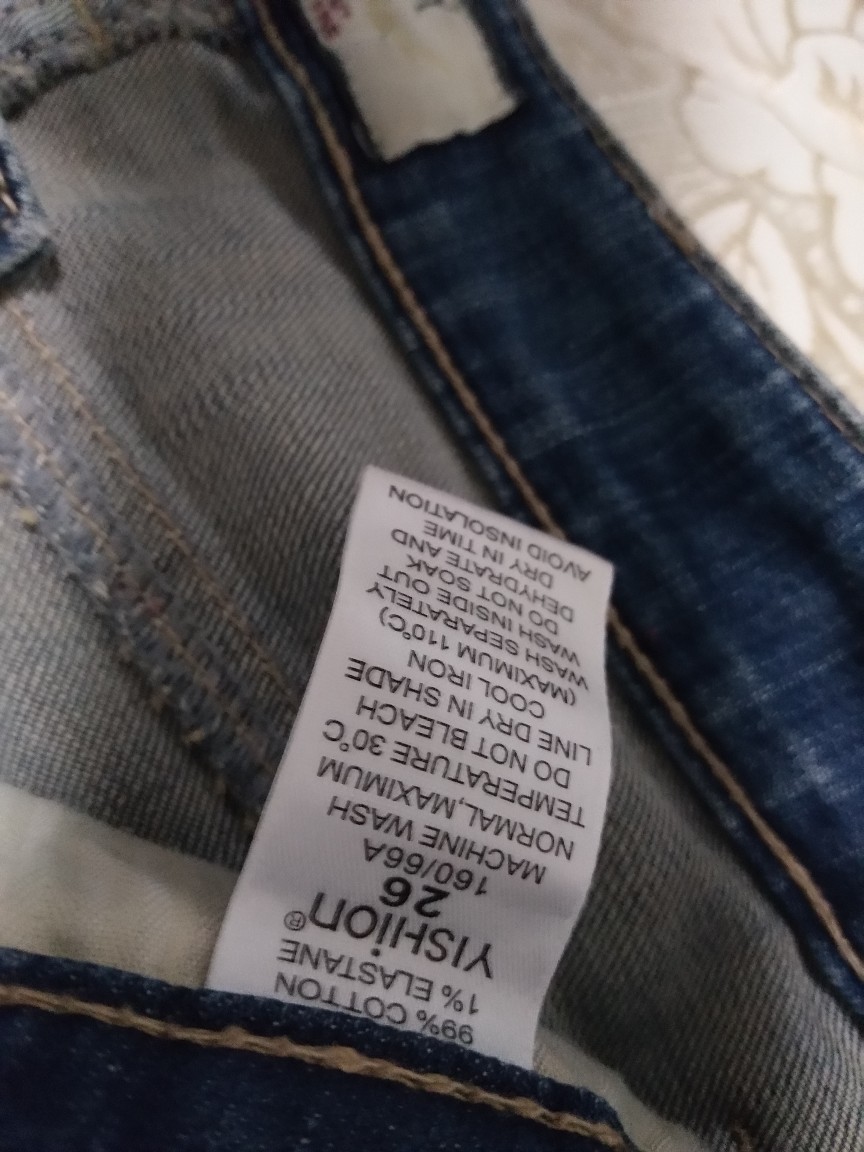 99% COTTON
1% ELASTANE
YISHIION®
26
160/66A
MACHINE WASH
NORMAL,MAXIMUM
TEMPERATURE 30°C
DO NOT BLEACH
LINE DRY IN SHADE
COOL IRON
(MAXIMUM 110°C)
WASH SEPARATELY
WASH INSIDE OUT
DO NOT SOAK
DEHYDRATE AND
DRY IN TIME
AVOID INSOLATION